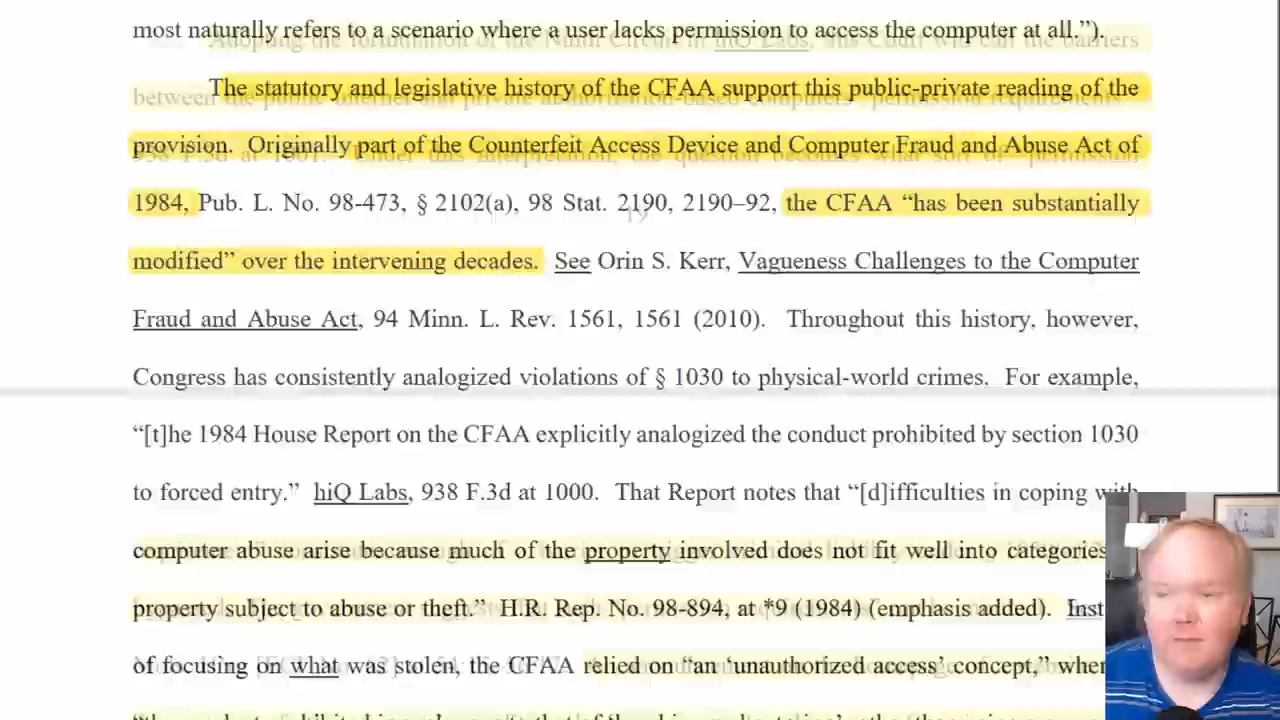 most naturally refers to a scenario where a user lacks permission to access the computer at all.”).
The statutory and legislative history of the CFAA support this public-private reading of the
provision. Originally part of the Counterfeit Access Device and Computer Fraud and Abuse Act of
1984, Pub. L. No. 98-473, § 2102(a), 98 Stat. 2190, 2190–92, the CFAA “has been substantially
modified” over the intervening decades. See Orin S. Kerr, Vagueness Challenges to the Computer
Fraud and Abuse Act, 94 Minn. L. Rev. 1561, 1561 (2010). Throughout this history, however,
Congress has consistently analogized violations of § 1030 to physical-world crimes. For example,
“[t]he 1984 House Report on the CFAA explicitly analogized the conduct prohibited by section 1030
to forced entry.” hiQ Labs, 938 F.3d at 1000. That Report notes that “[d]ifficulties in coping with
computer abuse arise because much of the property involved does not fit well into categories
property subject to abuse or theft.” H.R. Rep. No. 98-894, at *9 (1984) (emphasis added). Inst
of focusing on what was stolen, the CFAA relied on “an ‘unauthorized access’ concept,” wher